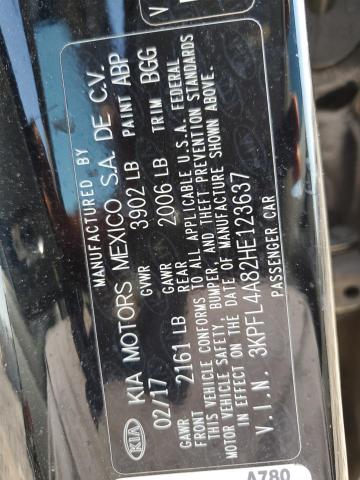 MANUFACTURED BY
KIA KIA MOTORS MEXICO S.A. DE C.V.
02/17 GVWR 3902 LB PAINT ABP
2161 LB GAWR 2006 LB TRIM BGG
GAWR REAR
FRONT
THIS VEHICLE CONFORMS TO ALL APPLICABLE U.S.A. FEDERAL
MOTOR VEHICLE SAFETY, BUMPER, AND THEFT PREVENTION STANDARDS
IN EFFECT ON THE DATE OF MANUFACTURE SHOWN ABOVE.
V.I.N. 3KPFL4A82HE123637
PASSENGER CAR
A780
V